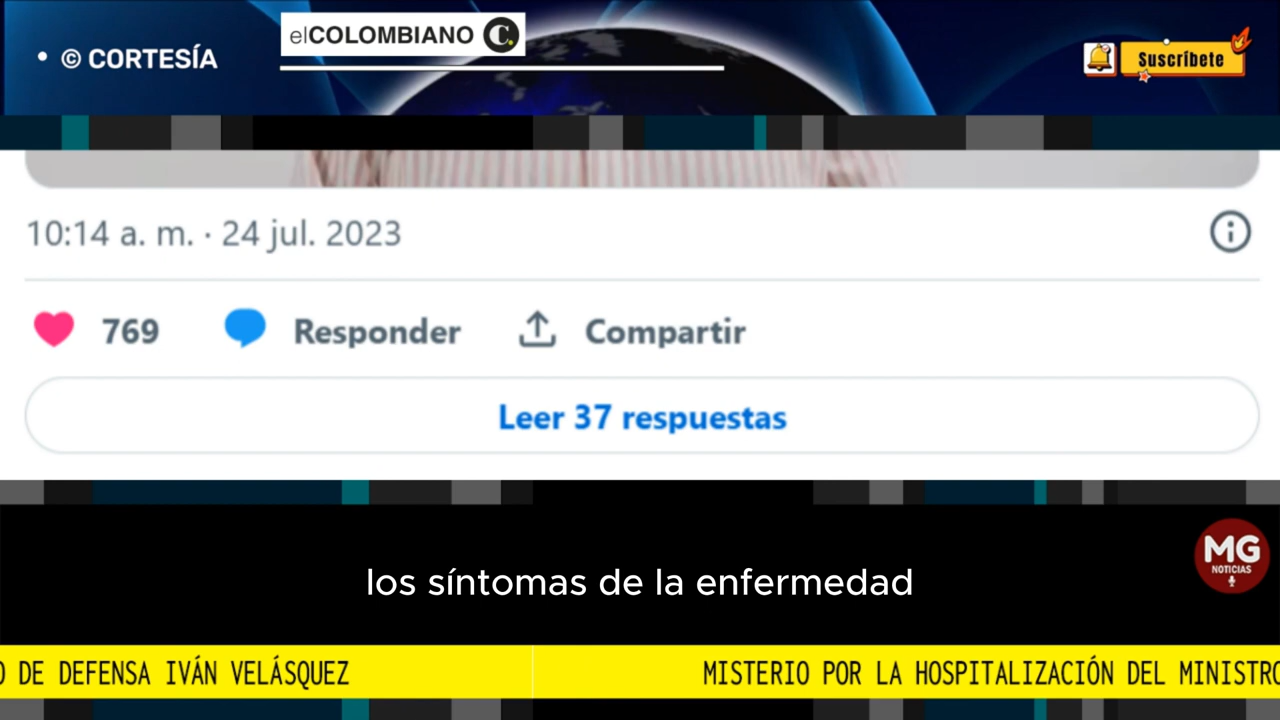 • © CORTESÍA
elCOLOMBIANO C.
Suscríbete
10:14 a. m. · 24 jul. 2023
769 Responder Compartir
Leer 37 respuestas
MG
NOTICIAS
los síntomas de la enfermedad
O DE DEFENSA IVÁN VELÁSQUEZ MISTERIO POR LA HOSPITALIZACIÓN DEL MINISTRO